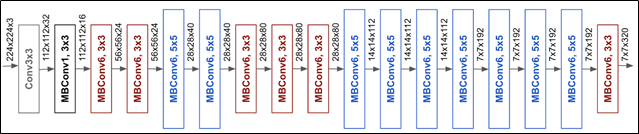 224x224x3
Conv3x3
112x112x32
MBConv1, 3x3
112x112x16
MBConv6, 3x3
56x56x24
MBConv6, 3x3
56x56x24
MBConv6, 5x5
28x28x40
MBConv6, 5x5
28x28x40
MBConv6, 3x3
28x28x80
MBConv6, 3x3
28x28x80
MBConv6, 3x3
28x28x80
MBConv6, 5x5
14x14x112
MBConv6, 5x5
14x14x112
MBConv6, 5x5
14x14x112
MBConv6, 5x5
7x7x192
MBConv6, 5x5
7x7x192
MBConv6, 5x5
7x7x192
MBConv6, 5x5
7x7x192
MBConv6, 3x3
7x7x320